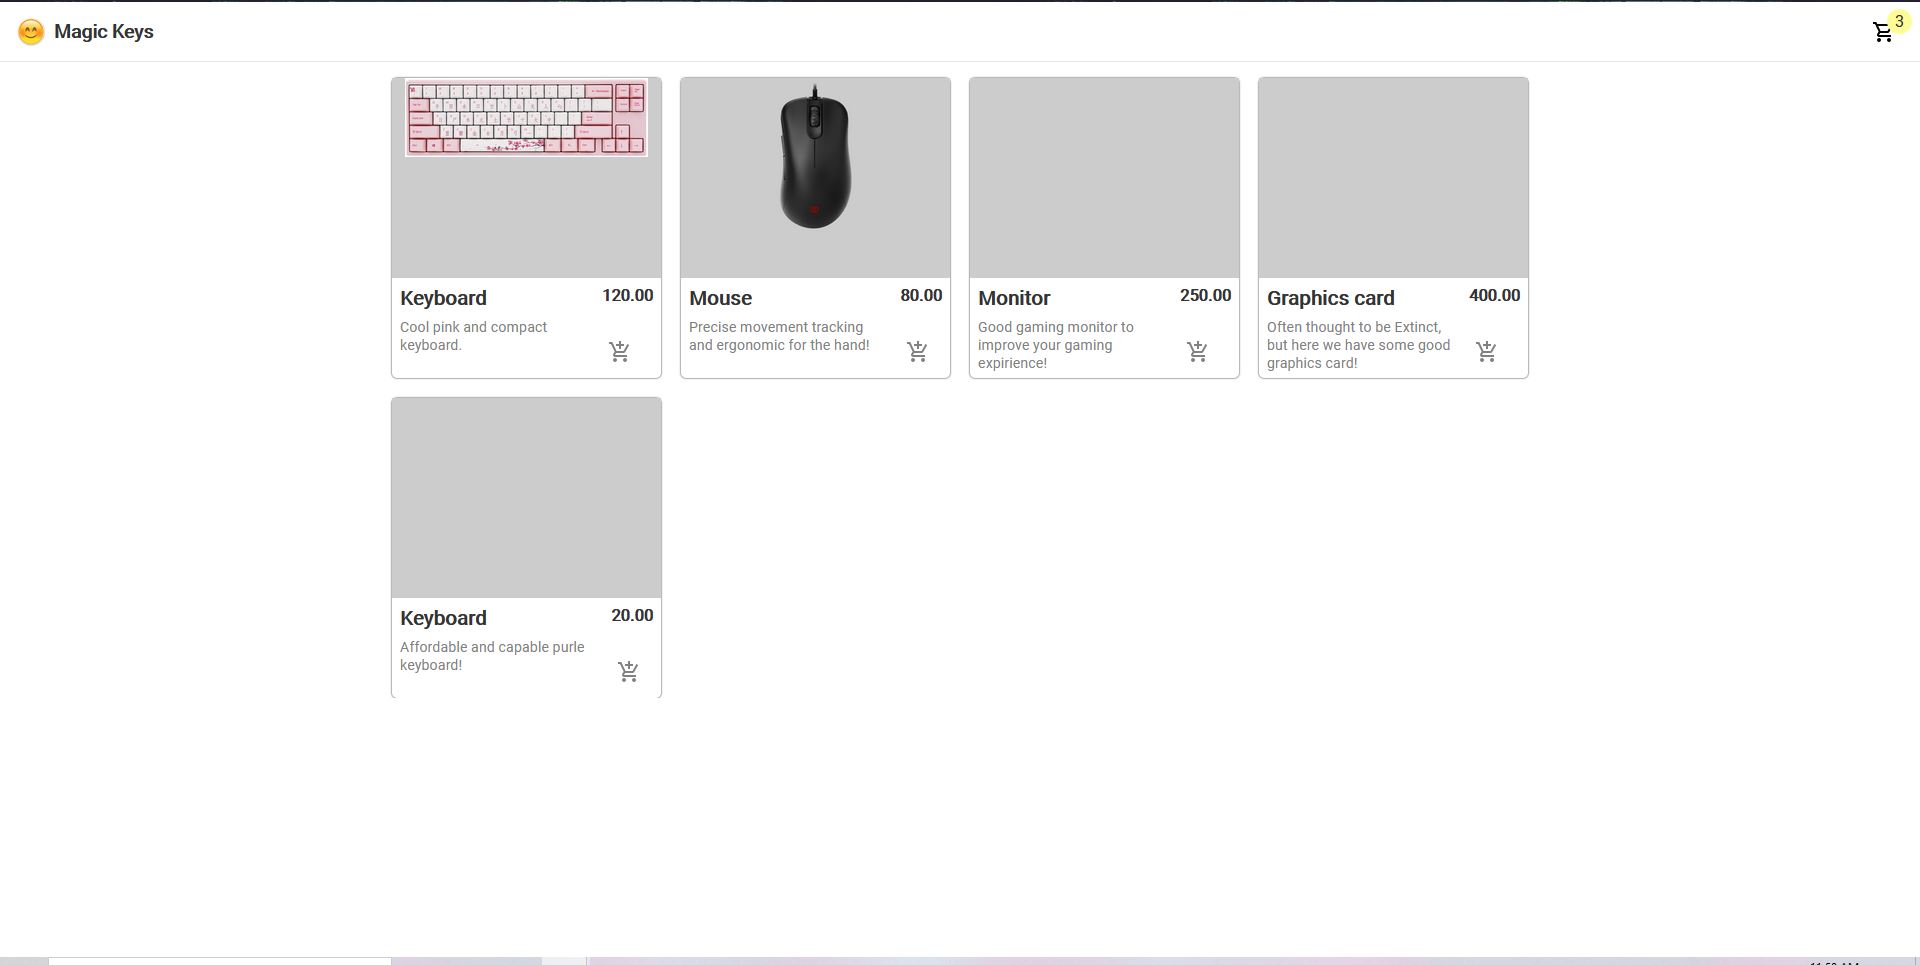 Magic Keys
3
Keyboard
120.00
Cool pink and compact
keyboard.
Mouse
80.00
Precise movement tracking
and ergonomic for the hand!
Monitor
250.00
Good gaming monitor to
improve your gaming
expirience!
Graphics card
400.00
Often thought to be Extinct,
but here we have some good
graphics card!
Keyboard
20.00
Affordable and capable purle
keyboard!